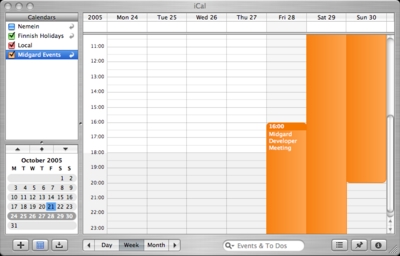 iCal
Calendars
Nemein
Finnish Holidays
Local
Midgard Events
2005 Mon 24 Tue 25 Wed 26 Thu 27 Fri 28 Sat 29 Sun 30
11:00
12:00
13:00
14:00
15:00
16:00
17:00
18:00
19:00
20:00
21:00
22:00
23:00
16:00
Midgard
Developer
Meeting
October 2005
M T W T F S S
1 2
3 4 5 6 7 8 9
10 11 12 13 14 15 16
17 18 19 20 21 22 23
24 25 26 27 28 29 30
31
Day Week Month
Events & To Dos